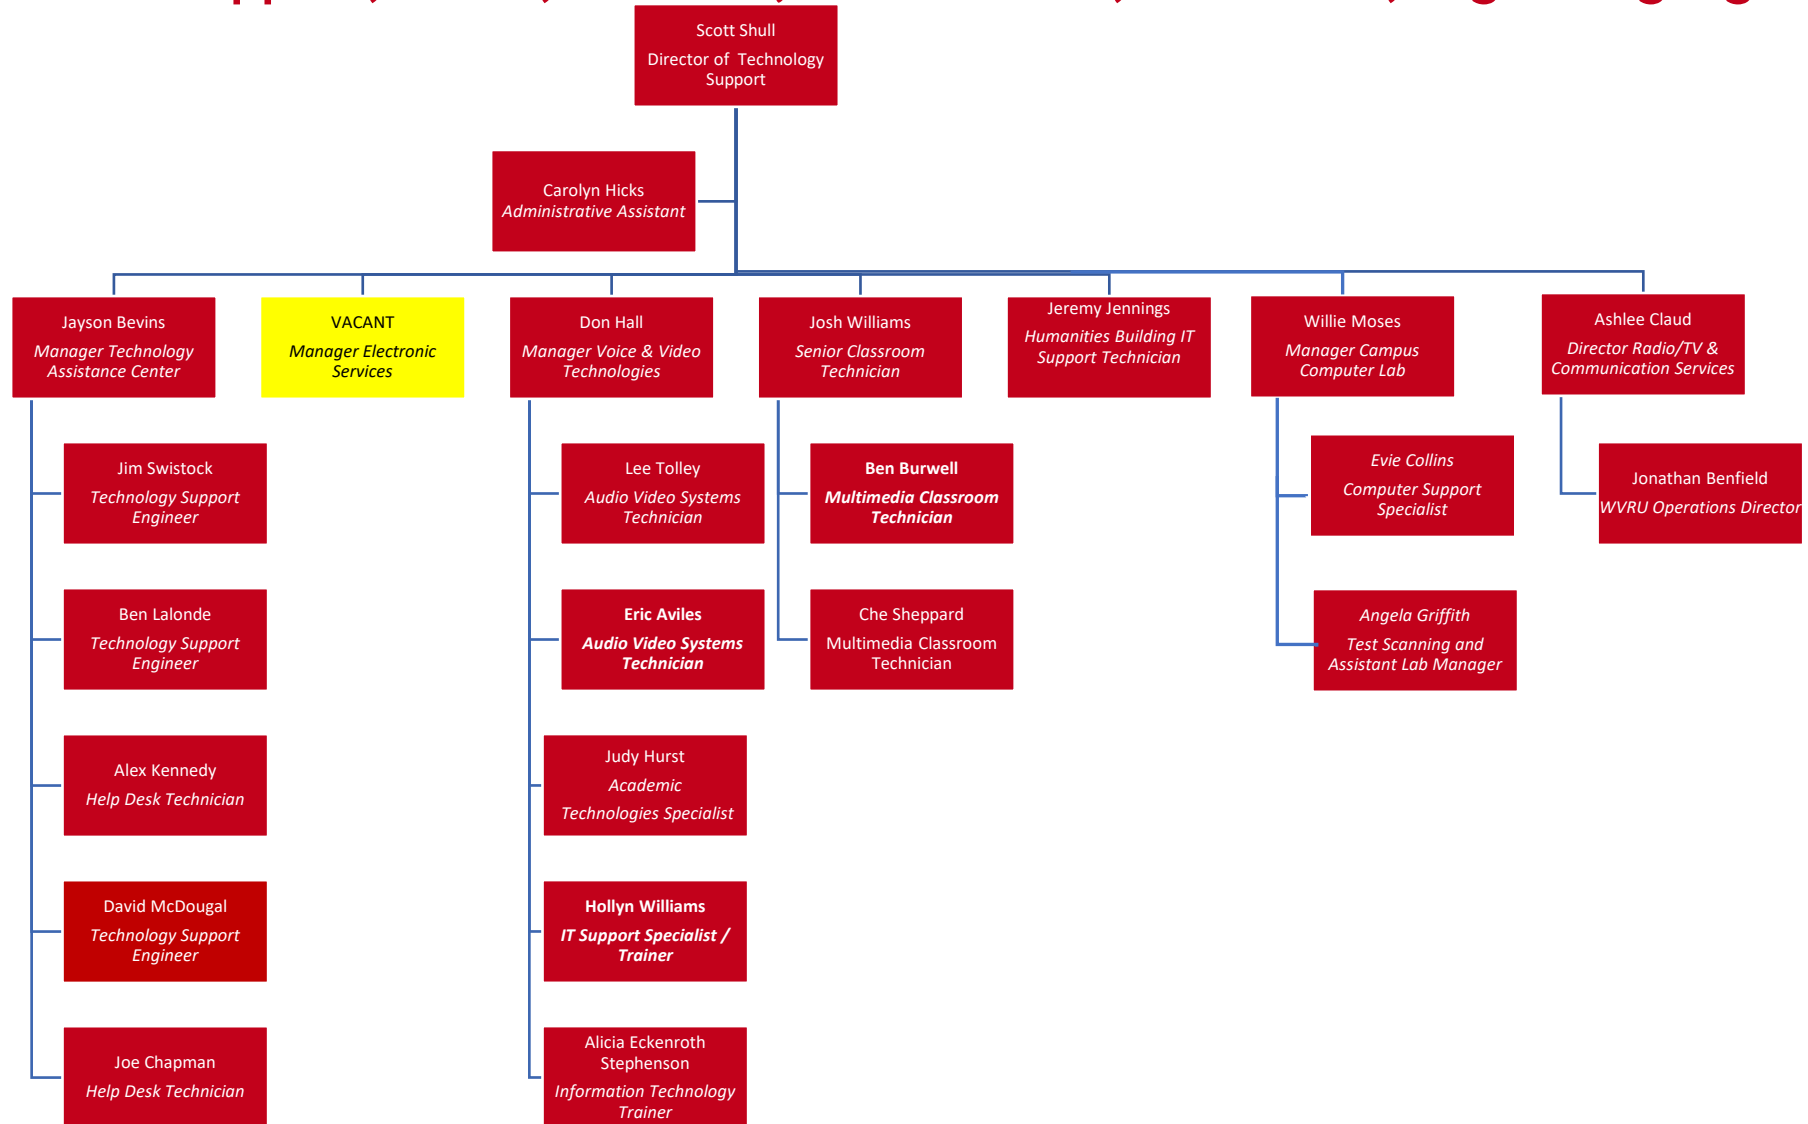 Scott Shull
Director of Technology
Support
Carolyn Hicks
Administrative Assistant
Jayson Bevins
Manager Technology
Assistance Center
VACANT
Manager Electronic
Services
Don Hall
Manager Voice & Video
Technologies
Josh Williams
Senior Classroom
Technician
Jeremy Jennings
Humanities Building IT
Support Technician
Willie Moses
Manager Campus
Computer Lab
Ashlee Claud
Director Radio/TV &
Communication Services
Jim Swistock
Technology Support
Engineer
Ben Lalonde
Technology Support
Engineer
Alex Kennedy
Help Desk Technician
David McDougal
Technology Support
Engineer
Joe Chapman
Help Desk Technician
Lee Tolley
Audio Video Systems
Technician
Eric Aviles
Audio Video Systems
Technician
Judy Hurst
Academic
Technologies Specialist
Hollyn Williams
IT Support Specialist /
Trainer
Alicia Eckenroth
Stephenson
Information Technology
Trainer
Ben Burwell
Multimedia Classroom
Technician
Che Sheppard
Multimedia Classroom
Technician
Evie Collins
Computer Support
Specialist
Angela Griffith
Test Scanning and
Assistant Lab Manager
Jonathan Benfield
WVRU Operations Director